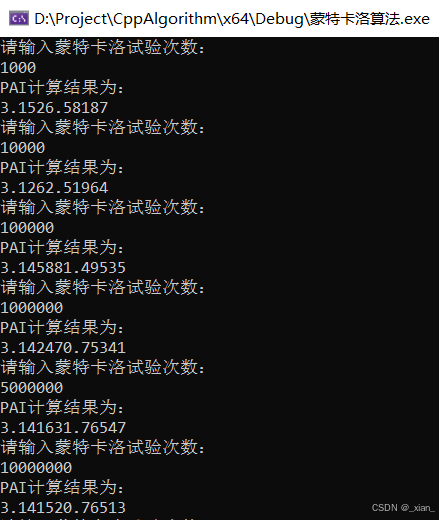 D:\Project\CppAlgorithm\x64\Debug\蒙特卡洛算法.exe
请输入蒙特卡洛试验次数:
1000
PAI计算结果为:
3.1526.58187
请输入蒙特卡洛试验次数:
10000
PAI计算结果为:
3.1262.51964
请输入蒙特卡洛试验次数:
100000
PAI计算结果为:
3.145881.49535
请输入蒙特卡洛试验次数:
1000000
PAI计算结果为:
3.142470.75341
请输入蒙特卡洛试验次数:
5000000
PAI计算结果为:
3.141631.76547
请输入蒙特卡洛试验次数:
10000000
PAI计算结果为:
3.141520.76513
CSDN @_xian_